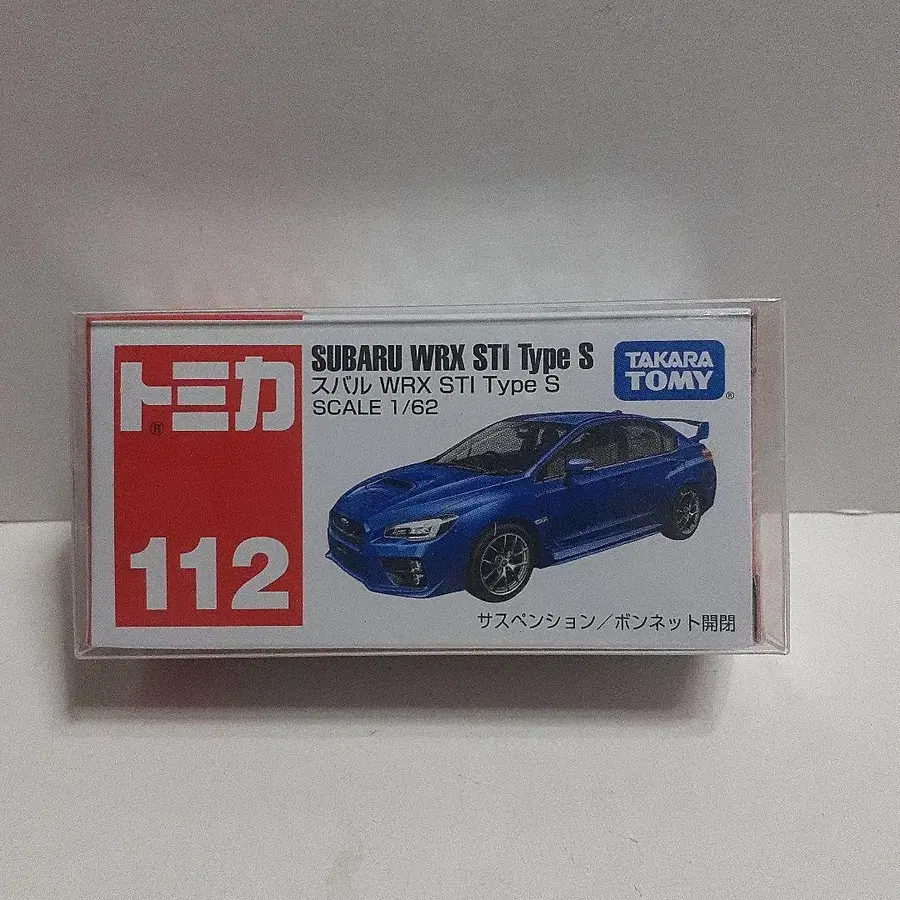 トミカ®
112
SUBARU WRX STI Type S
スバル WRX STI Type S
SCALE 1/62
TAKARA
TOMY®
サスペンション/ボンネット開閉